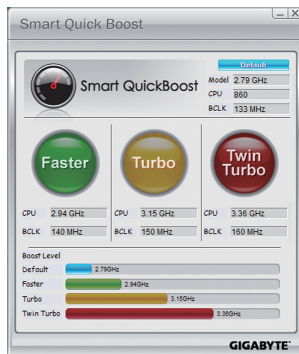 Smart Quick Boost
Default
Smart QuickBoost
Model 2.79 GHz
CPU 860
BCLK 133 MHz
Faster
Turbo
Twin
Turbo
CPU 2.94 GHz
CPU 3.15 GHz
CPU 3.36 GHz
BCLK 140 MHz
BCLK 150 MHz
BCLK 160 MHz
Boost Level
Default 2.79GHz
Faster 2.94GHz
Turbo 3.15GHz
Twin Turbo 3.36GHz
GIGABYTE